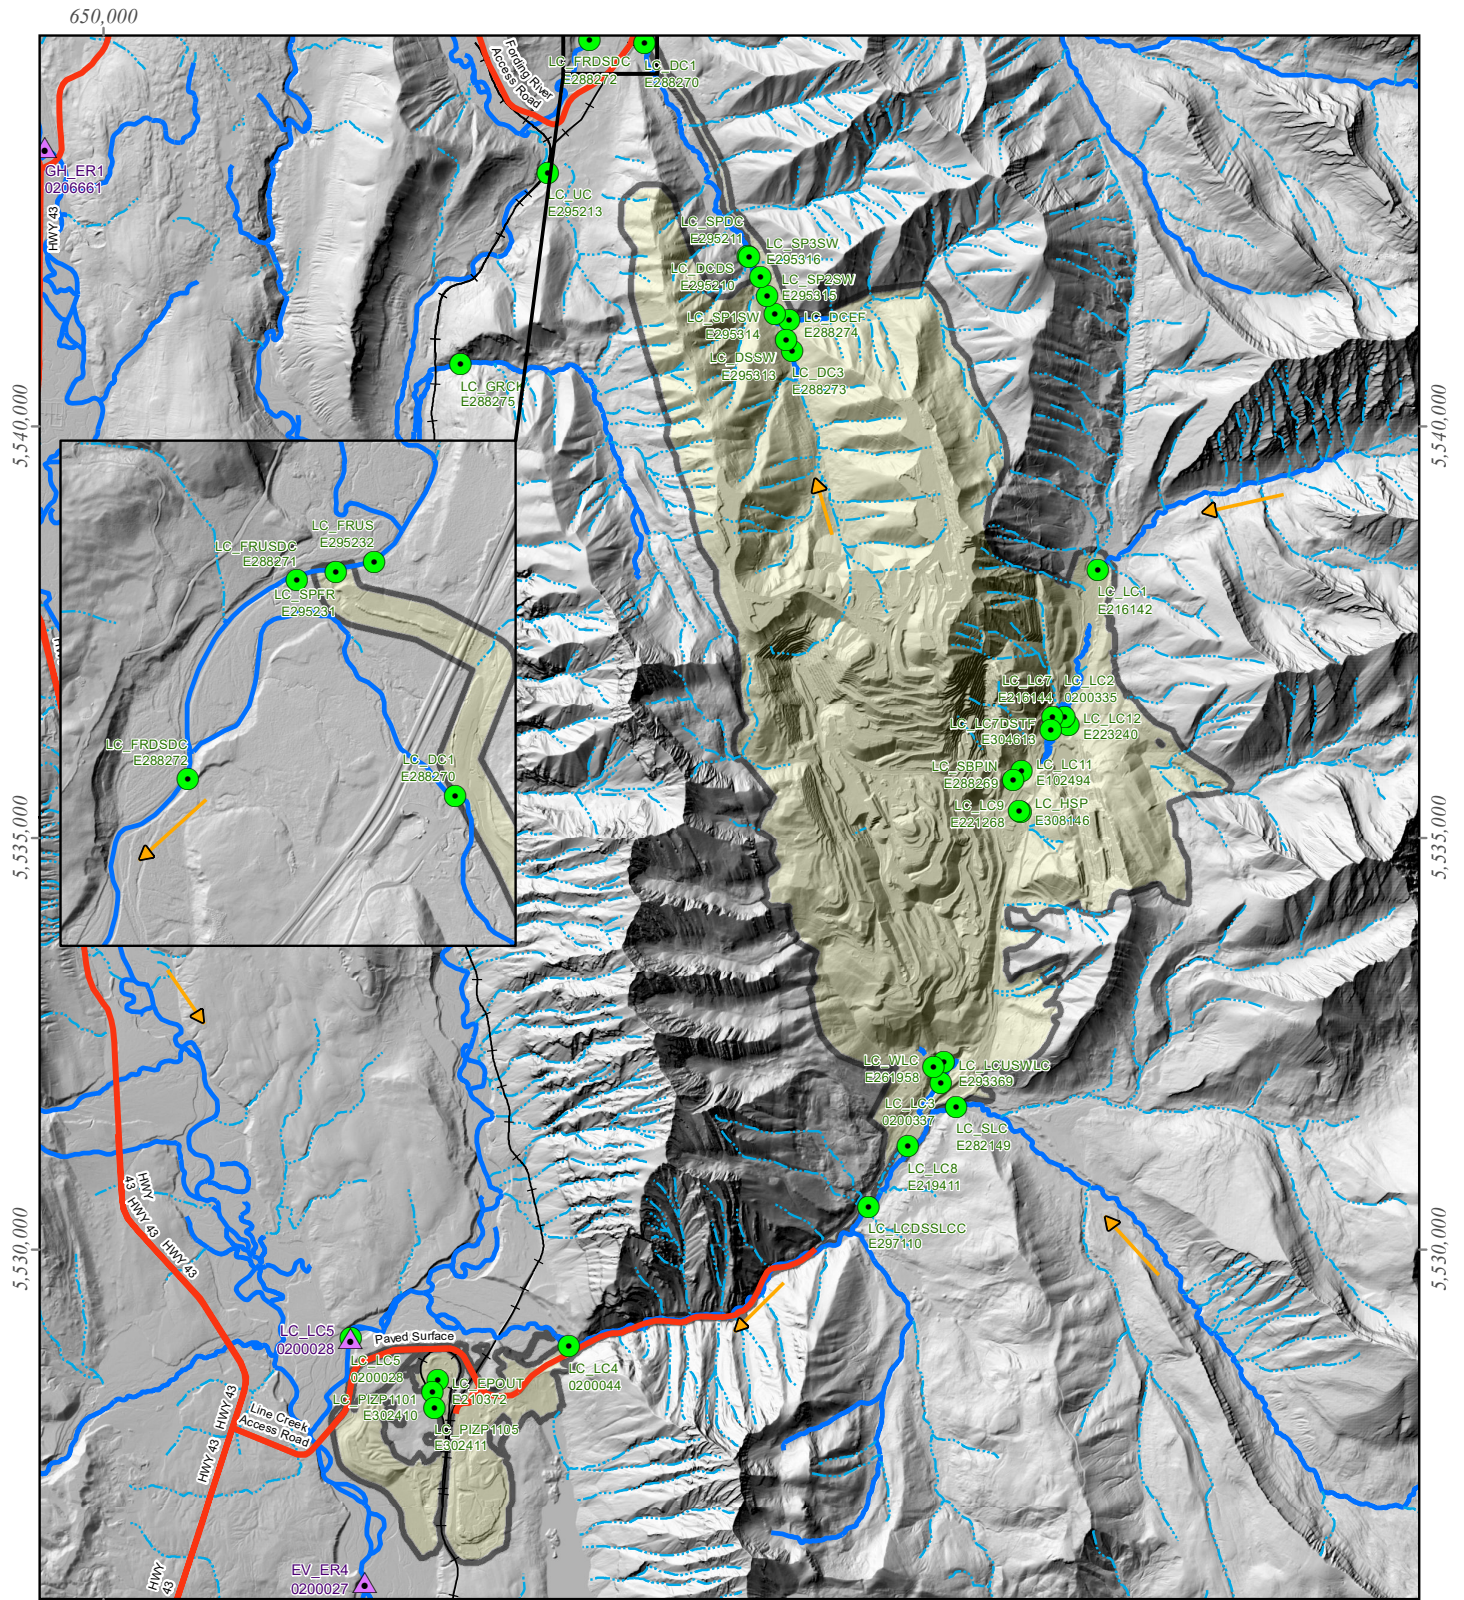 650,000
Fording River
Access Road
LC_FRDSDC
E288272
LC_DC1
E288270
GH_ER1
0206661
HWY 43
LC_UC
E295213
LC_SPDC
E295211
LC_SP3SW
E295316
LC_DCDS
E295210
LC_SP2SW
E295315
LC_SP1SW
E295314
LC_DCEF
E288274
LC_DSSW
E295313
LC_DC3
E288273
LC_GRCK
E288275
5,540,000
5,540,000
LC_FRUS
E295232
LC_FRUSDC
E288271
LC_SPFR
E295231
LC_FRDSDC
E288272
LC_DC1
E288270
LC_LC1
E216142
LC_LC7
E216144
LC_LC2
0200335
LC_LC7DSTF
E304613
LC_LC12
E223240
LC_SBPIN
E288269
LC_LC11
E102494
LC_LC9
E221268
LC_HSP
E308146
5,535,000
5,535,000
LC_WLC
E261958
LC_LCUSWLC
E293369
LC_LC3
0200337
LC_SLC
E282149
LC_LC8
E219411
LC_LCDSSLCC
E297110
HWY
43
HWY 43
HWY 43
5,530,000
5,530,000
LC_LC5
0200028
Paved Surface
LC_LC5
0200028
LC_LC4
0200044
LC_EPOUT
E210372
LC_PIZP1101
E302410
LC_PIZP1105
E302411
HWY 43
Line Creek
Access Road
HWY 43
EV_ER4
0200027
HWY
43